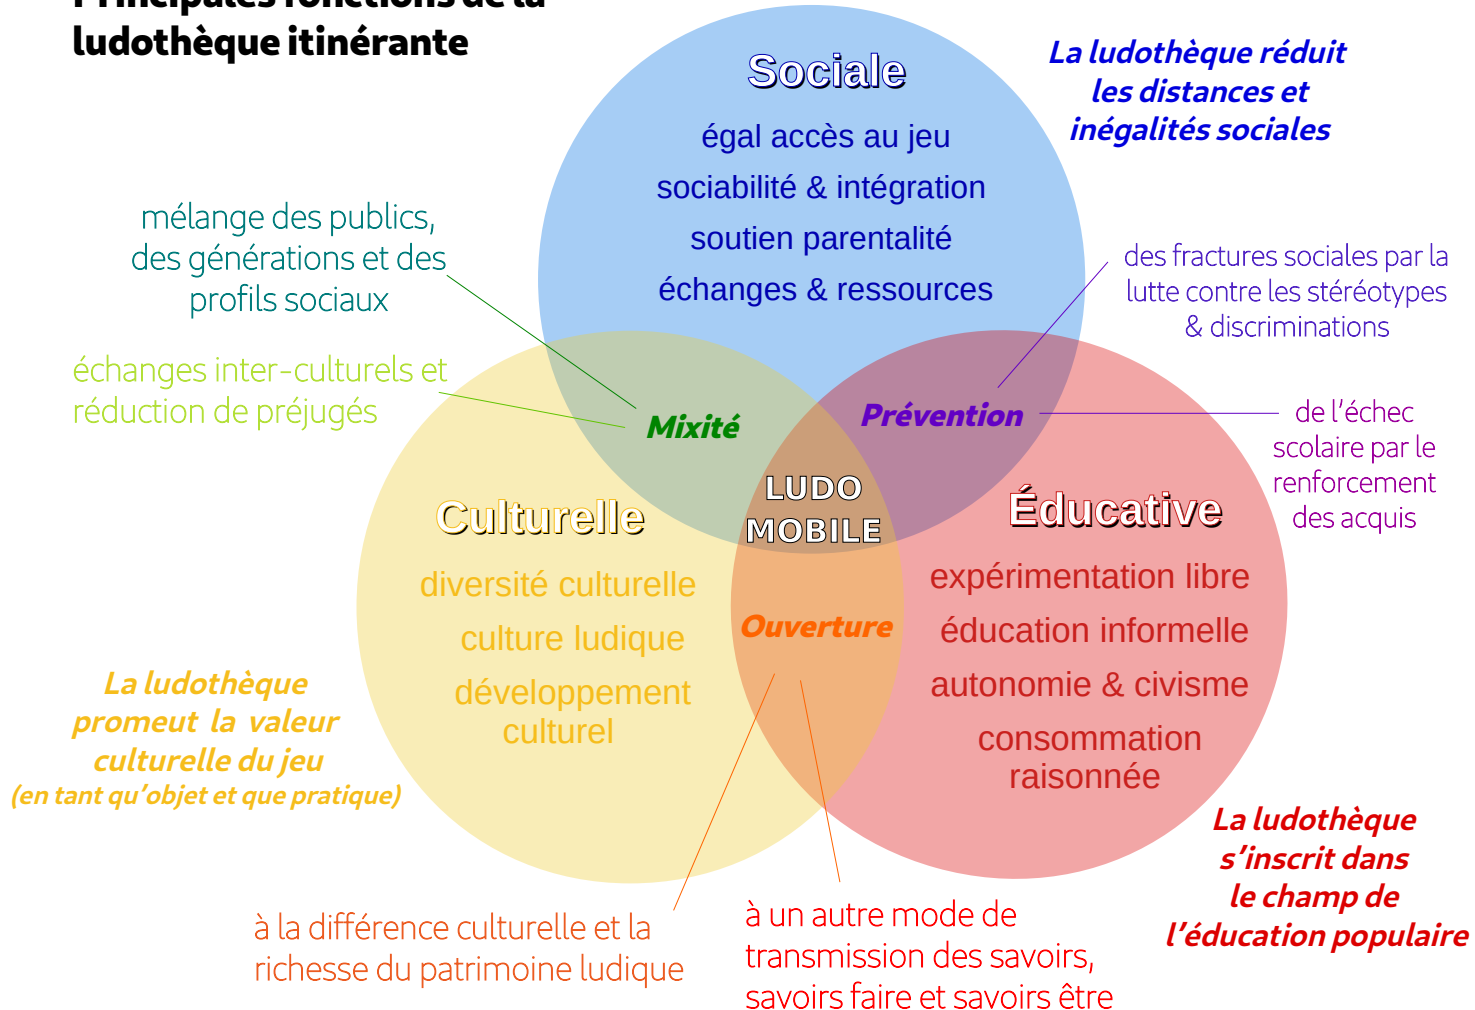 Principales fonctions de la
ludothèque itinérante
Sociale
égal accès au jeu
sociabilité & intégration
soutien parentalité
échanges & ressources
La ludothèque réduit
les distances et
inégalités sociales
mélange des publics,
des générations et des
profils sociaux
échanges inter-culturels et
réduction de préjugés
des fractures sociales par la
lutte contre les stéréotypes
& discriminations
de l'échec
scolaire par le
renforcement
des acquis
Mixité
Prévention
LUDO
MOBILE
Ouverture
Culturelle
diversité culturelle
culture ludique
développement
culturel
Éducative
expérimentation libre
éducation informelle
autonomie & civisme
consommation
raisonnée
La ludothèque
promeut la valeur
culturelle du jeu
(en tant qu'objet et que pratique)
La ludothèque
s'inscrit dans
le champ de
l'éducation populaire
à la différence culturelle et la
richesse du patrimoine ludique
à un autre mode de
transmission des savoirs,
savoirs faire et savoirs être